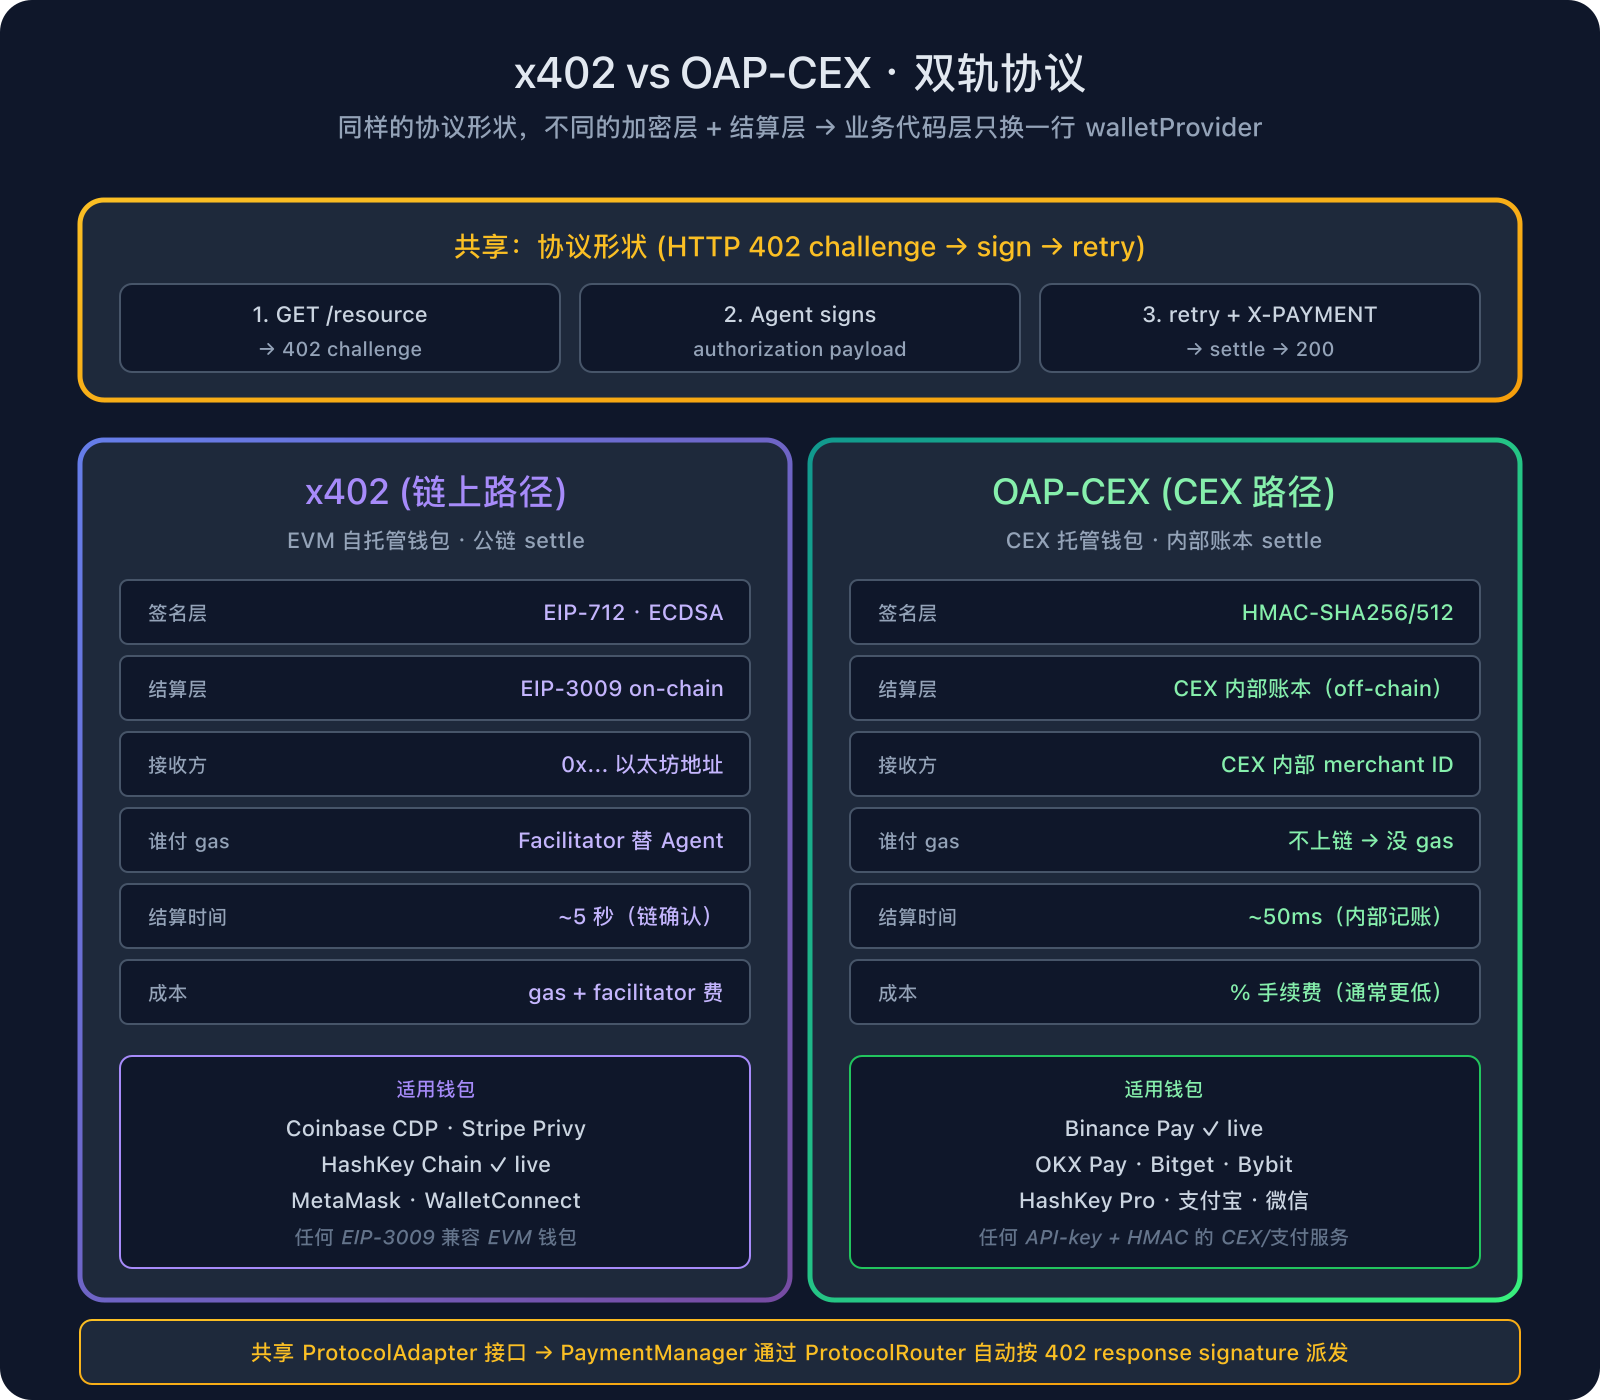 x402 vs OAP-CEX · 双轨协议
同样的协议形状，不同的加密层 + 结算层 → 业务代码层只换一行 walletProvider
共享：协议形状 (HTTP 402 challenge → sign → retry)
1. GET /resource
→ 402 challenge
2. Agent signs
authorization payload
3. retry + X-PAYMENT
→ settle → 200
x402 (链上路径)
EVM 自托管钱包 · 公链 settle
签名层 EIP-712 · ECDSA
结算层 EIP-3009 on-chain
接收方 0x... 以太坊地址
谁付 gas Facilitator 替 Agent
结算时间 ~5 秒（链确认）
成本 gas + facilitator 费
适用钱包
Coinbase CDP · Stripe Privy
HashKey Chain ✓ live
MetaMask · WalletConnect
任何 EIP-3009 兼容 EVM 钱包
OAP-CEX (CEX 路径)
CEX 托管钱包 · 内部账本 settle
签名层 HMAC-SHA256/512
结算层 CEX 内部账本（off-chain）
接收方 CEX 内部 merchant ID
谁付 gas 不上链 → 没 gas
结算时间 ~50ms（内部记账）
成本 % 手续费（通常更低）
适用钱包
Binance Pay ✓ live
OKX Pay · Bitget · Bybit
HashKey Pro · 支付宝 · 微信
任何 API-key + HMAC 的 CEX/支付服务
共享 ProtocolAdapter 接口 → PaymentManager 通过 ProtocolRouter 自动按 402 response signature 派发